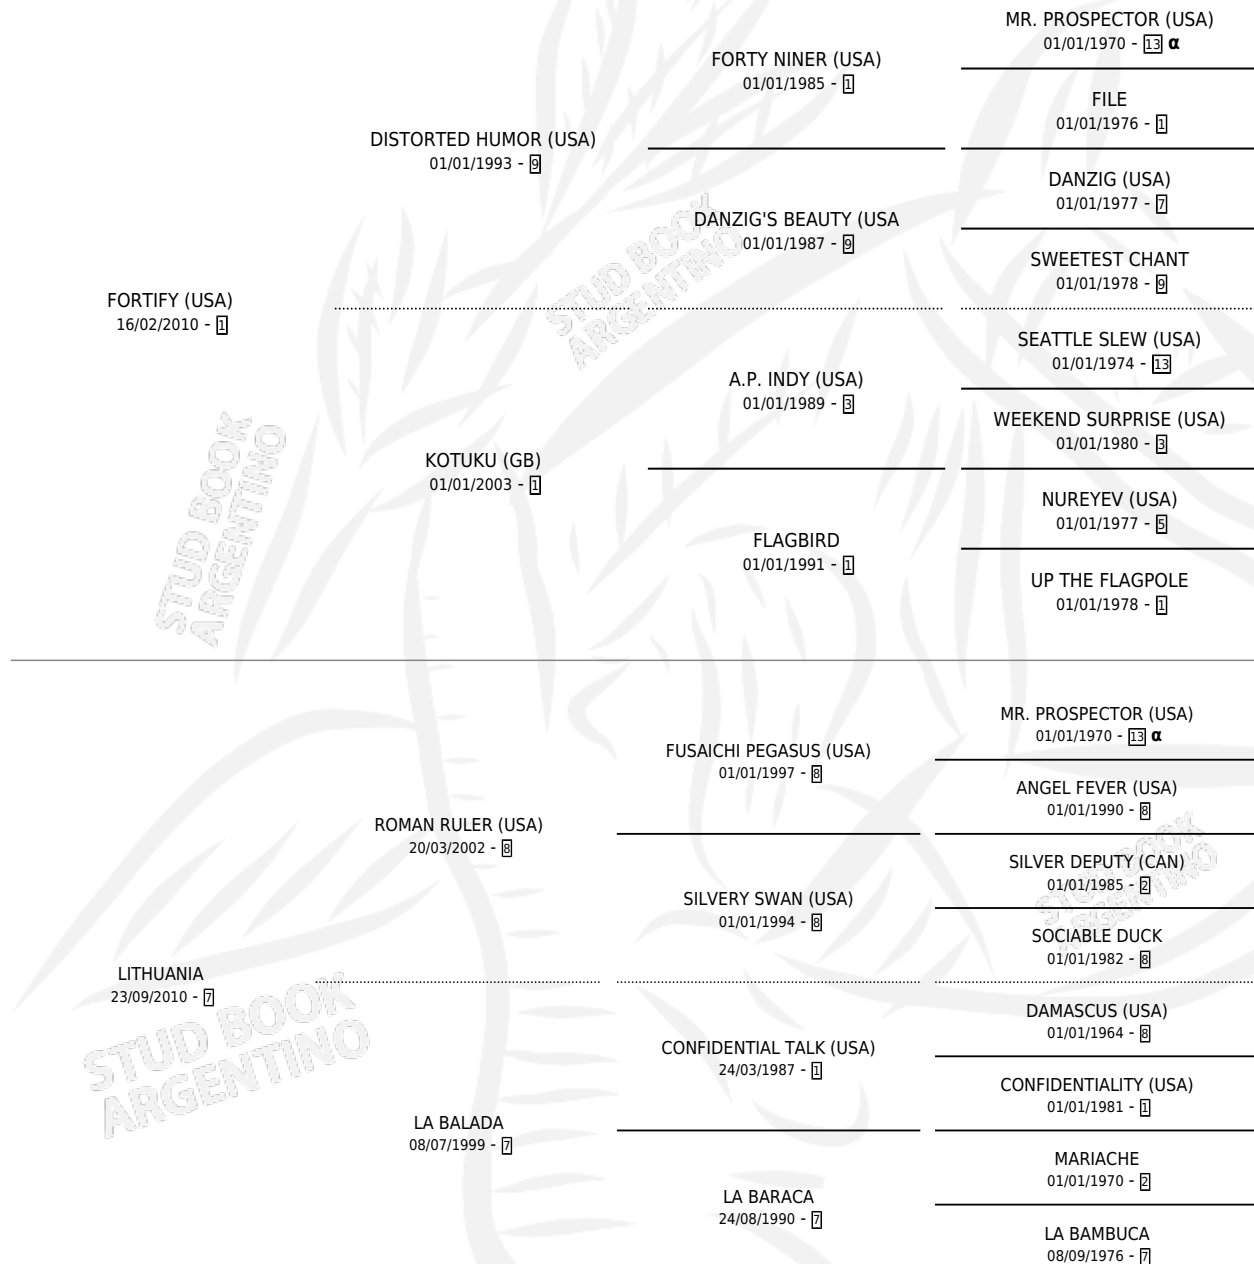 MR. PROSPECTOR (USA)
01/01/1970 - 13 α
FORTY NINER (USA)
01/01/1985 - 1
FILE
01/01/1976 - 1
DISTORTED HUMOR (USA)
01/01/1993 - 9
DANZIG (USA)
01/01/1977 - 7
DANZIG'S BEAUTY (USA
01/01/1987 - 9
SWEETEST CHANT
01/01/1978 - 9
FORTIFY (USA)
16/02/2010 - 1
SEATTLE SLEW (USA)
01/01/1974 - 13
A.P. INDY (USA)
01/01/1989 - 3
WEEKEND SURPRISE (USA)
01/01/1980 - 3
KOTUKU (GB)
01/01/2003 - 1
NUREYEV (USA)
01/01/1977 - 5
FLAGBIRD
01/01/1991 - 1
UP THE FLAGPOLE
01/01/1978 - 1
MR. PROSPECTOR (USA)
01/01/1970 - 13 α
FUSAICHI PEGASUS (USA)
01/01/1997 - 8
ANGEL FEVER (USA)
01/01/1990 - 8
ROMAN RULER (USA)
20/03/2002 - 8
SILVER DEPUTY (CAN)
01/01/1985 - 2
SILVERY SWAN (USA)
01/01/1994 - 8
SOCIABLE DUCK
01/01/1982 - 8
LITHUANIA
23/09/2010 - 7
DAMASCUS (USA)
01/01/1964 - 8
CONFIDENTIAL TALK (USA)
24/03/1987 - 1
CONFIDENTIALITY (USA)
01/01/1981 - 1
LA BALADA
08/07/1999 - 7
MARIACHE
01/01/1970 - 2
LA BARACA
24/08/1990 - 7
LA BAMBUCA
08/09/1976 - 7
STUD BOOK
ARGENTINO
STUD BOOK
ARGENTINO
STUD BOOK
ARGENTINO
STUD BOOK
ARGENTINO